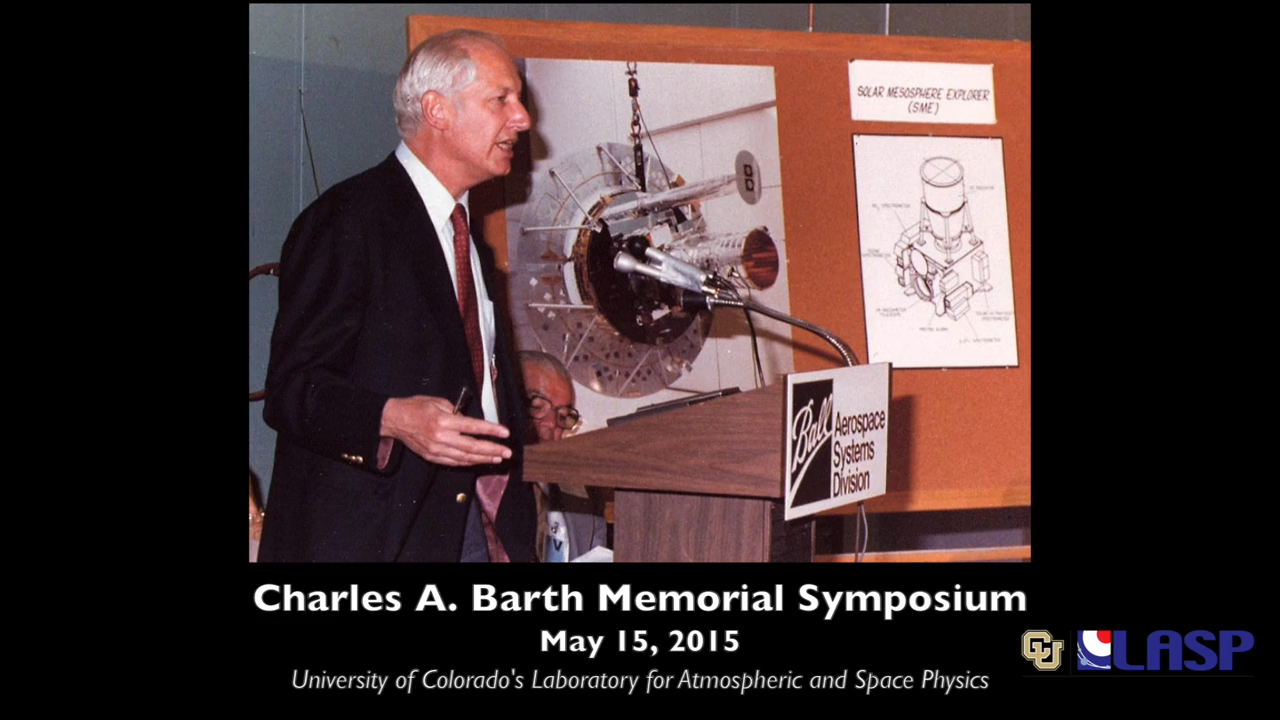 SOLAR MESOSPHERE EXPLORER
(SME)
Ball
Aerospace
Systems
Division
Charles A. Barth Memorial Symposium
May 15, 2015
University of Colorado's Laboratory for Atmospheric and Space Physics
CU
LASP